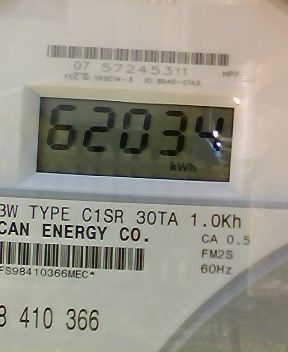 07 57245311
62034
kWh
3W TYPE C1SR 30TA 1.0Kh
CAN ENERGY CO.
CA 0.5
FM2S
60Hz
FS98410366MEC*
8 410 366